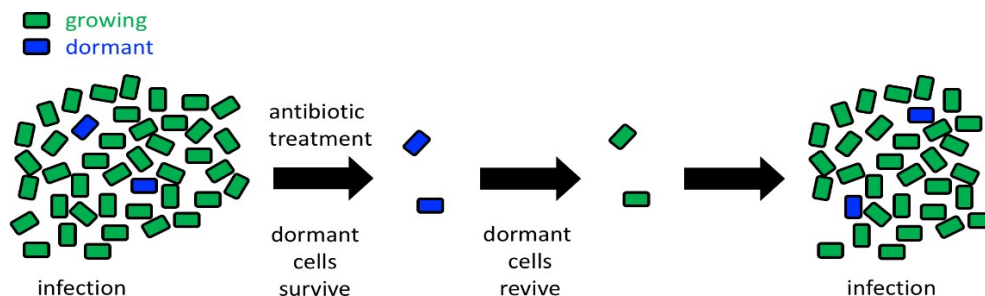 growing
dormant
antibiotic
treatment
dormant
cells
survive
dormant
cells
revive
infection
infection